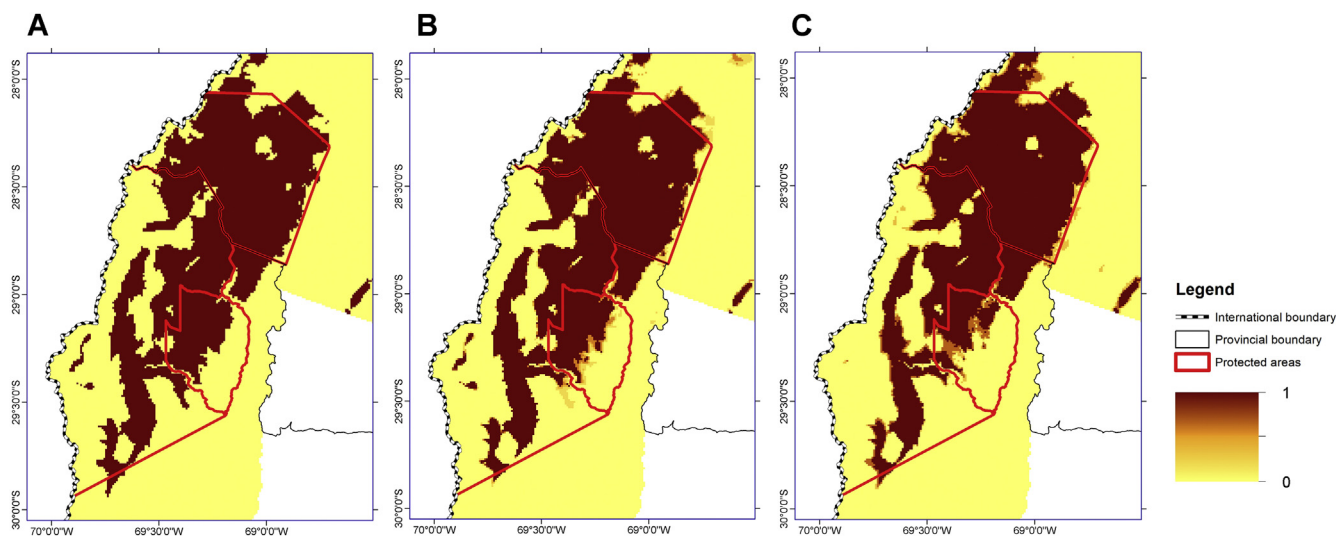 A
B
C
28°0'0"S
28°30'0"S
29°0'0"S
29°30'0"S
30°0'0"S
70°0'0"W
69°30'0"W
69°0'0"W
28°0'0"S
28°30'0"S
29°0'0"S
29°30'0"S
30°0'0"S
70°0'0"W
69°30'0"W
69°0'0"W
28°0'0"S
28°30'0"S
29°0'0"S
29°30'0"S
30°0'0"S
70°0'0"W
69°30'0"W
69°0'0"W
Legend
International boundary
Provincial boundary
Protected areas
1
0